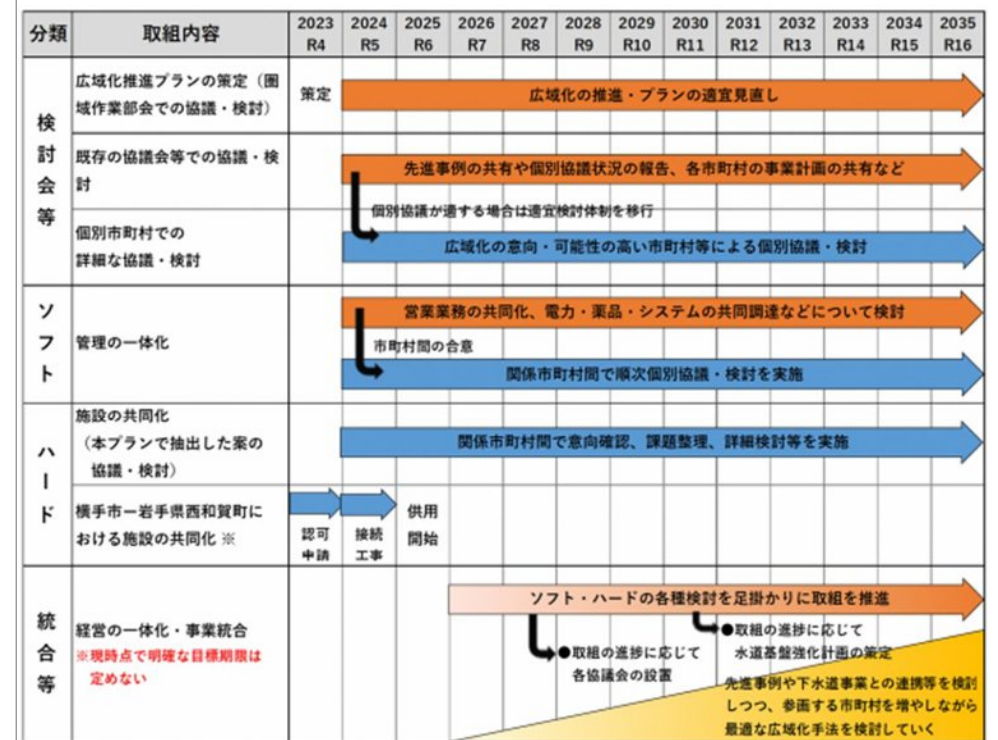 分類
取組内容
2023 2024 2025 2026 2027 2028 2029 2030 2031 2032 2033 2034 2035
R4 R5 R6 R7 R8 R9 R10 R11 R12 R13 R14 R15 R16
検討会等
広域化推進プランの策定（圏
域作業部会での協議・検討）
策定
広域化の推進・プランの適宜見直し
既存の協議会等での協議・検
討
先進事例の共有や個別協議状況の報告、各市町村の事業計画の共有など
個別協議が適する場合は適宜検討体制を移行
個別市町村での
詳細な協議・検討
広域化の意向・可能性の高い市町村等による個別協議・検討
ソフト
管理の一体化
営業業務の共同化、電力・薬品・システムの共同調達などについて検討
市町村間の合意
関係市町村間で順次個別協議・検討を実施
ハード
施設の共同化
（本プランで抽出した案の
協議・検討）
関係市町村間で意向確認、課題整理、詳細検討等を実施
横手市ー岩手県西和賀町に
おける施設の共同化 ※
認可
申請
接続
工事
供用
開始
統合等
経営の一体化・事業統合
※現時点で明確な目標期限は
定めない
ソフト・ハードの各種検討を足掛かりに取組を推進
●取組の進捗に応じて
各協議会の設置
●取組の進捗に応じて
水道基盤強化計画の策定
先進事例や下水道事業との連携等を検討
しつつ、参画する市町村を増やしながら
最適な広域化手法を検討していく